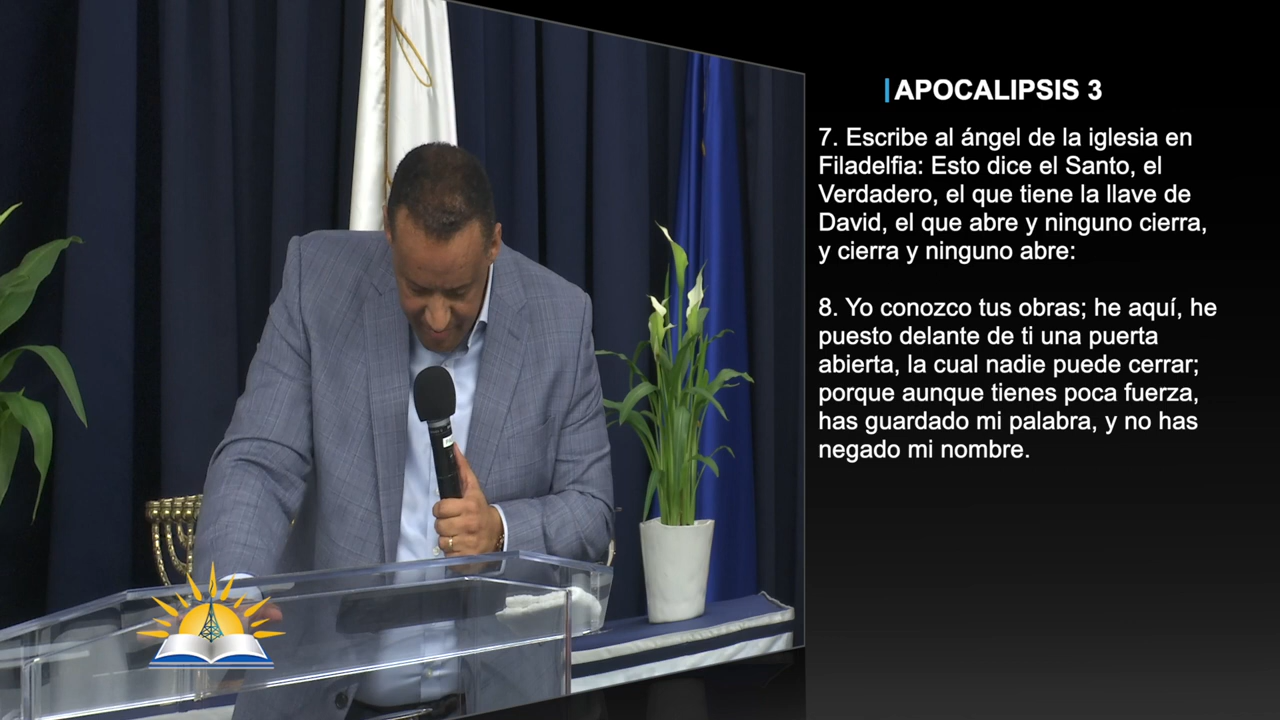 APOCALIPSIS 3
7. Escribe al ángel de la iglesia en
Filadelfia: Esto dice el Santo, el
Verdadero, el que tiene la llave de
David, el que abre y ninguno cierra,
y cierra y ninguno abre:
8. Yo conozco tus obras; he aquí, he
puesto delante de ti una puerta
abierta, la cual nadie puede cerrar;
porque aunque tienes poca fuerza,
has guardado mi palabra, y no has
negado mi nombre.